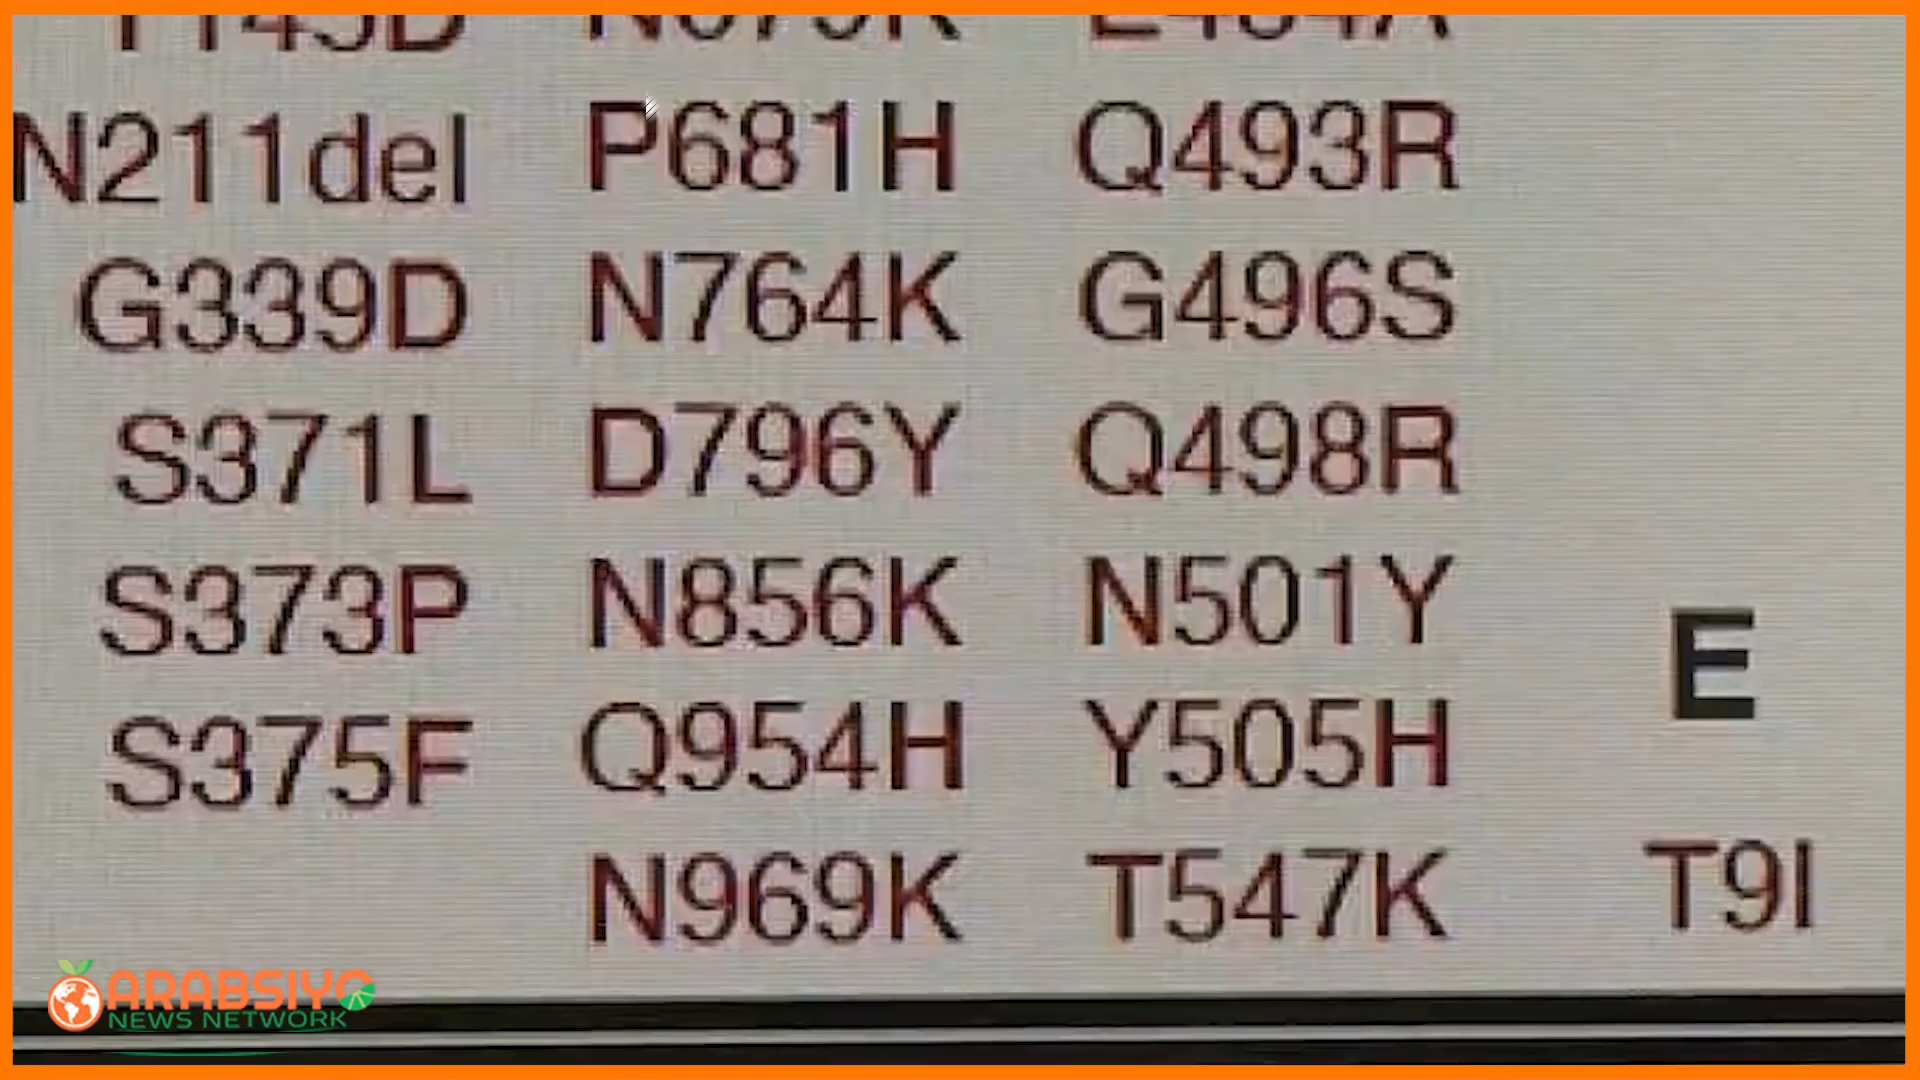 N211del P681H Q493R
G339D N764K G496S
S371L D796Y Q498R
S373P N856K N501Y
E
S375F Q954H Y505H
N969K T547K T9I
ARABSIYO
NEWS NETWORK